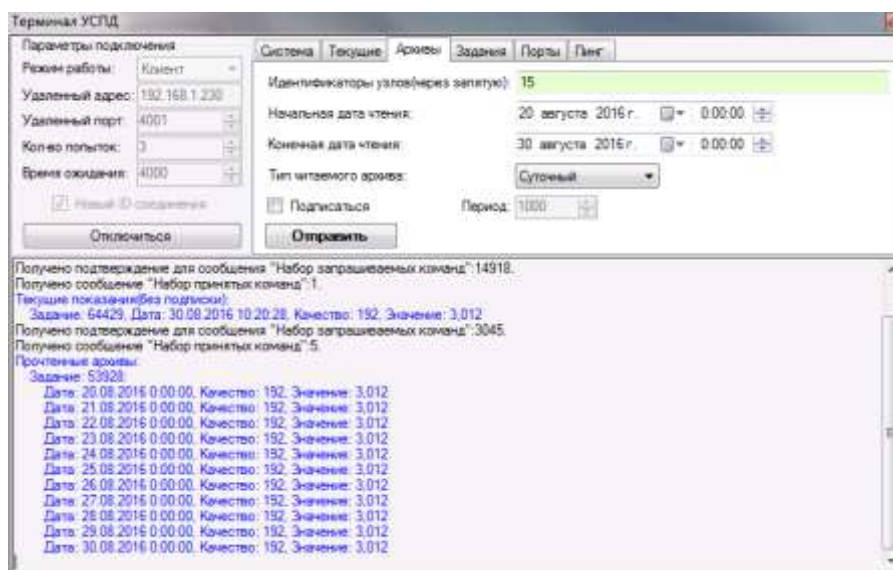 Терминал УСПД
Параметры подключения
Режим работы: Клиент
Удаленный адрес: 192.168.1.230
Удаленный порт: 4001
Кол-во попыток: 3
Время ожидания: 4000
Новый ID соединения
Отключиться
Система Текущие Архивы Задания Порты Пинг
Идентификаторы узлов(через запятую): 15
Начальная дата чтения: 20 августа 2016 г. 0:00:00
Конечная дата чтения: 30 августа 2016 г. 0:00:00
Тип читаемого архива: Суточный
Подписаться Период: 1000
Отправить
Получено подтверждение для сообщения "Набор запрашиваемых команд":14918.
Получено сообщение "Набор принятых команд":1.
Текущие показания(без подписки):
Задание: 64429, Дата: 30.08.2016 10:20:28, Качество: 192, Значение: 3,012
Получено подтверждение для сообщения "Набор запрашиваемых команд":3045.
Получено сообщение "Набор принятых команд":5.
Прочтенные архивы:
Задание: 53928:
Дата: 20.08.2016 0:00:00, Качество: 192, Значение: 3,012
Дата: 21.08.2016 0:00:00, Качество: 192, Значение: 3,012
Дата: 22.08.2016 0:00:00, Качество: 192, Значение: 3,012
Дата: 23.08.2016 0:00:00, Качество: 192, Значение: 3,012
Дата: 24.08.2016 0:00:00, Качество: 192, Значение: 3,012
Дата: 25.08.2016 0:00:00, Качество: 192, Значение: 3,012
Дата: 26.08.2016 0:00:00, Качество: 192, Значение: 3,012
Дата: 27.08.2016 0:00:00, Качество: 192, Значение: 3,012
Дата: 28.08.2016 0:00:00, Качество: 192, Значение: 3,012
Дата: 29.08.2016 0:00:00, Качество: 192, Значение: 3,012
Дата: 30.08.2016 0:00:00, Качество: 192, Значение: 3,012